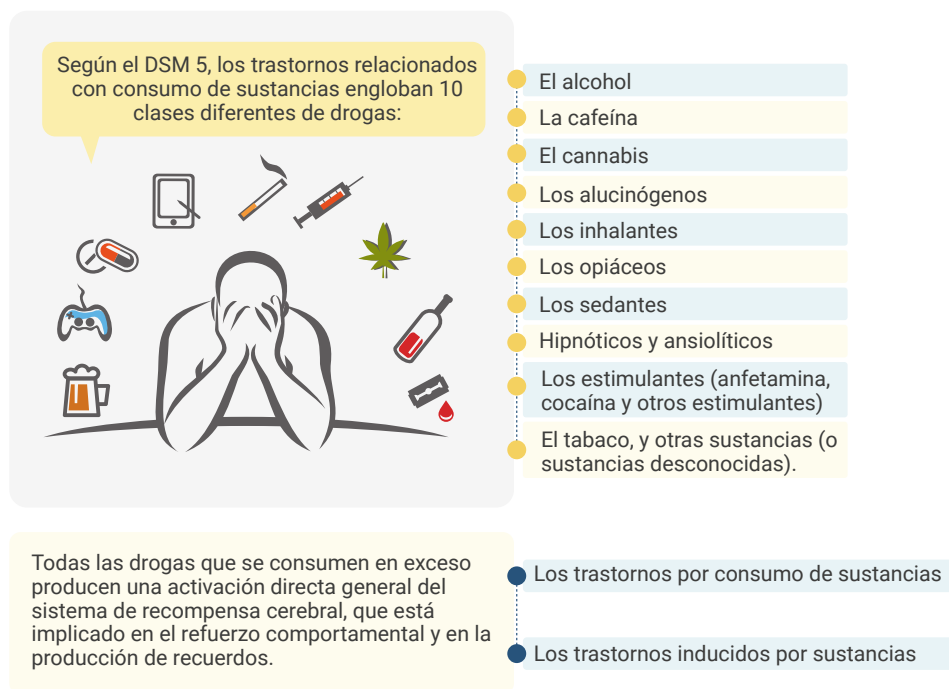 Según el DSM 5, los trastornos relacionados
con consumo de sustancias engloban 10
clases diferentes de drogas:
El alcohol
La cafeína
El cannabis
Los alucinógenos
Los inhalantes
Los opiáceos
Los sedantes
Hipnóticos y ansiolíticos
Los estimulantes (anfetamina,
cocaína y otros estimulantes)
El tabaco, y otras sustancias (o
sustancias desconocidas).
Todas las drogas que se consumen en exceso
producen una activación directa general del
sistema de recompensa cerebral, que está
implicado en el refuerzo comportamental y en la
producción de recuerdos.
Los trastornos por consumo de sustancias
Los trastornos inducidos por sustancias